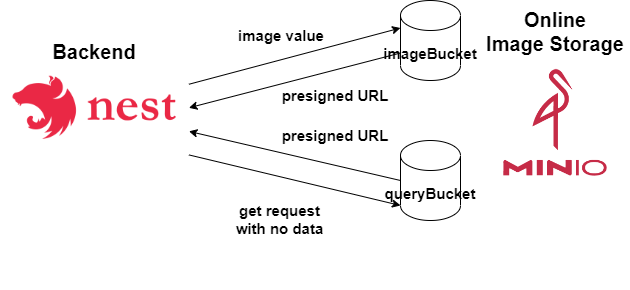 Online
Image Storage
Backend
image value
imageBucket
nest
presigned URL
presigned URL
MINIO
queryBucket
get request
with no data